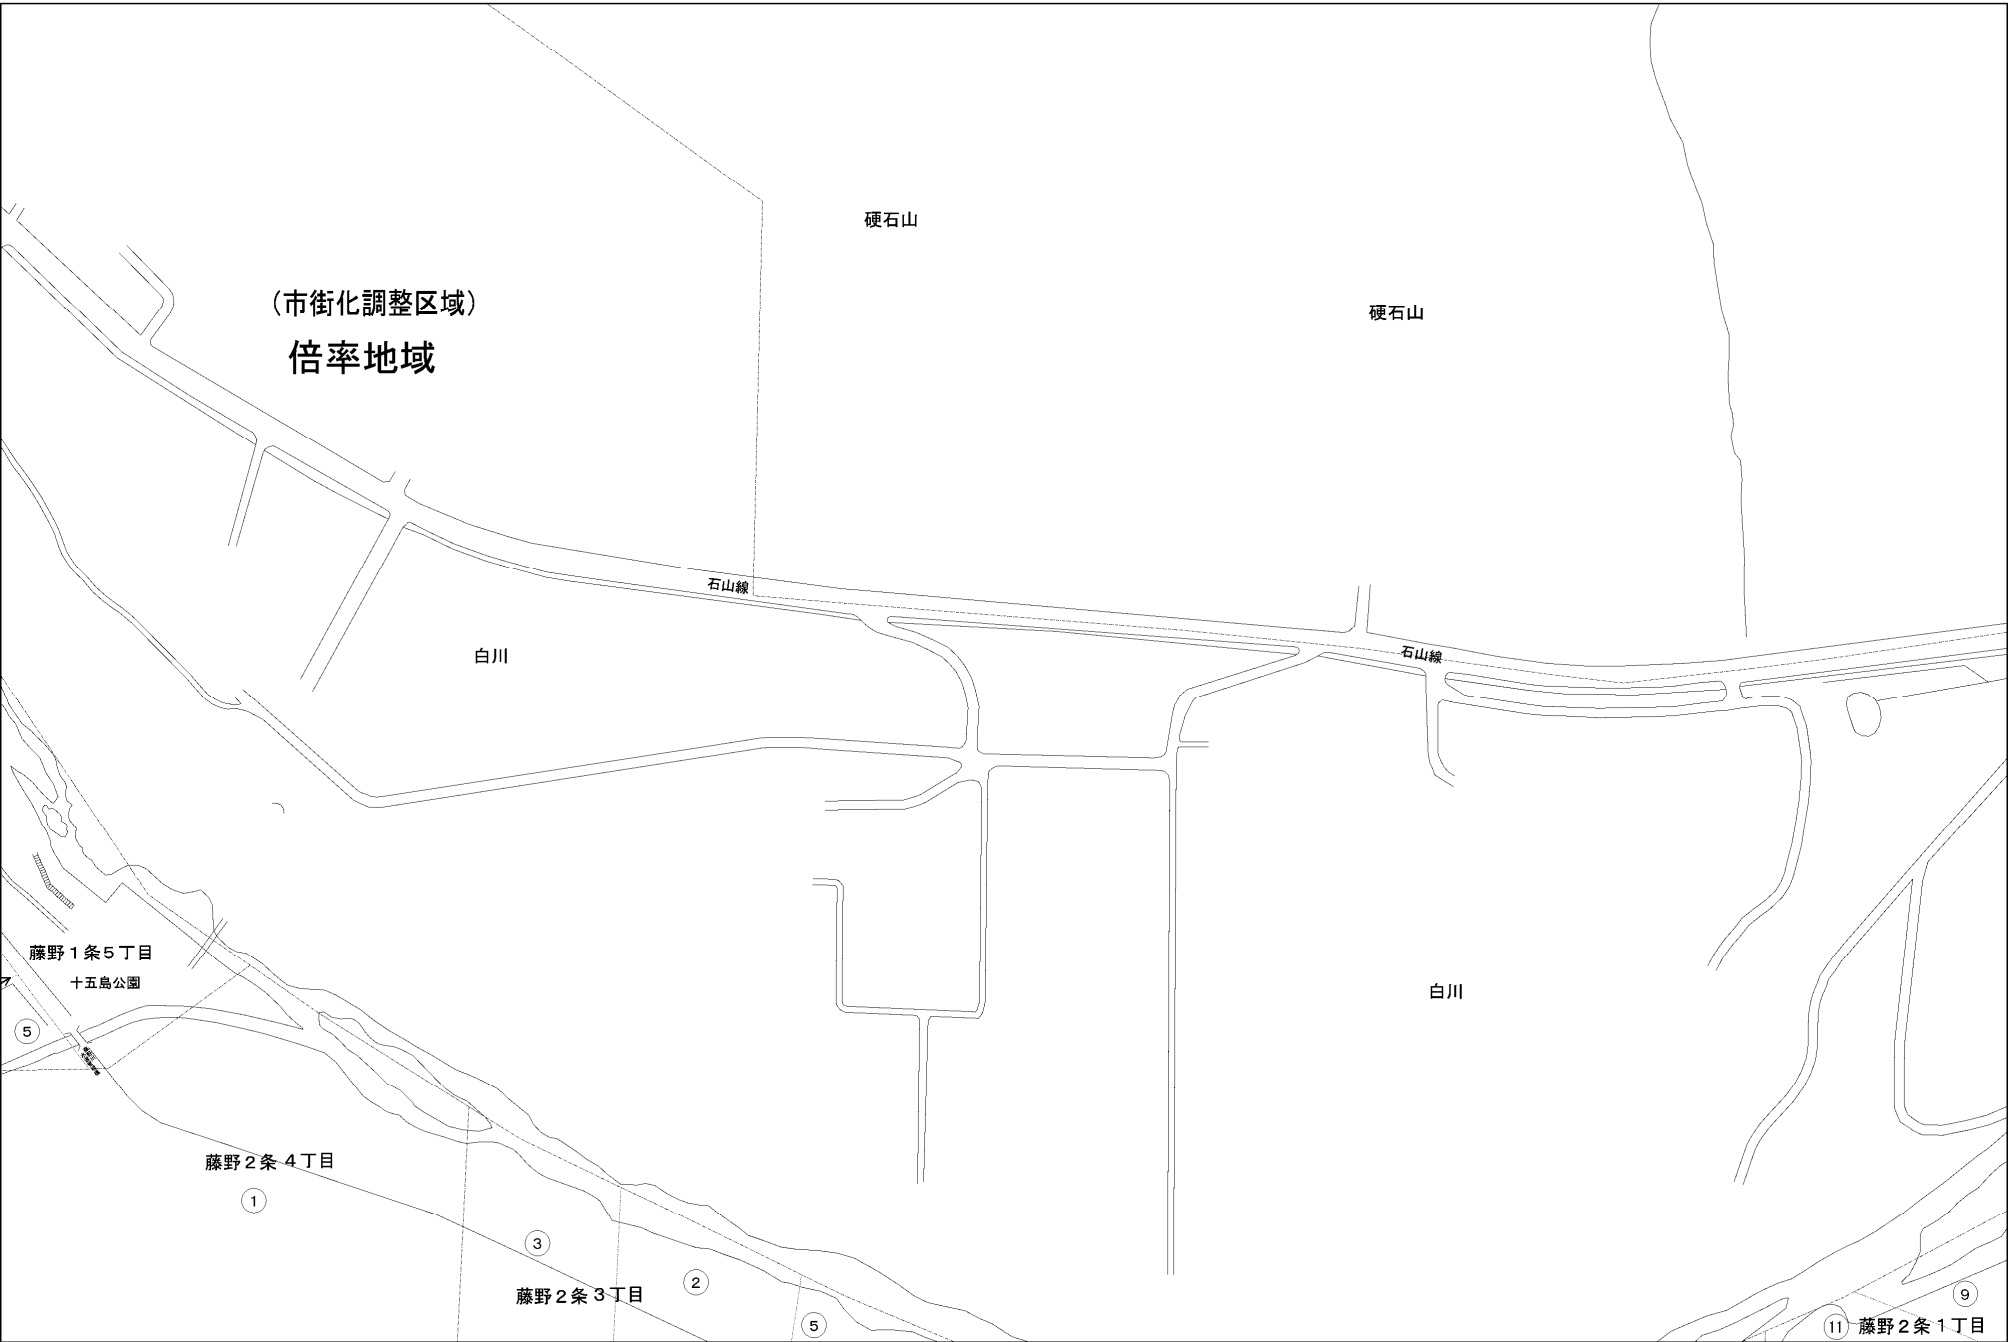 硬石山
（市街化調整区域）
硬石山
倍率地域
石山線
白川
石山線
藤野1条5丁目
十五島公園
白川
⑤
藤野2条4丁目
①
③
②
藤野2条3丁目
⑤
⑨
⑪
藤野2条1丁目